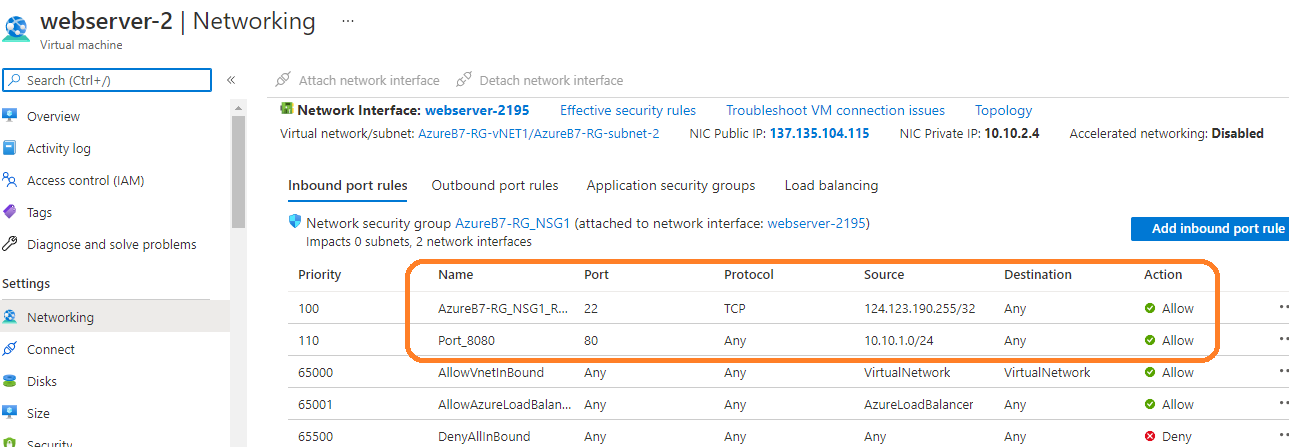 webserver-2 | Networking ...
Virtual machine
Search (Ctrl+/) «
Attach network interface Detach network interface
Overview
Activity log
Access control (IAM)
Tags
Diagnose and solve problems
Settings
Networking
Connect
Disks
Size
Security
Network Interface: webserver-2195 Effective security rules Troubleshoot VM connection issues Topology
Virtual network/subnet: AzureB7-RG-vNET1/AzureB7-RG-subnet-2 NIC Public IP: 137.135.104.115 NIC Private IP: 10.10.2.4 Accelerated networking: Disabled
Inbound port rules Outbound port rules Application security groups Load balancing
Network security group AzureB7-RG_NSG1 (attached to network interface: webserver-2195)
Impacts 0 subnets, 2 network interfaces
Add inbound port rule
Priority Name Port Protocol Source Destination Action
100 AzureB7-RG_NSG1_R... 22 TCP 124.123.190.255/32 Any Allow
110 Port_8080 80 Any 10.10.1.0/24 Any Allow
65000 AllowVnetInBound Any Any VirtualNetwork VirtualNetwork Allow
65001 AllowAzureLoadBalan... Any Any AzureLoadBalancer Any Allow
65500 DenyAllInBound Any Any Any Any Deny